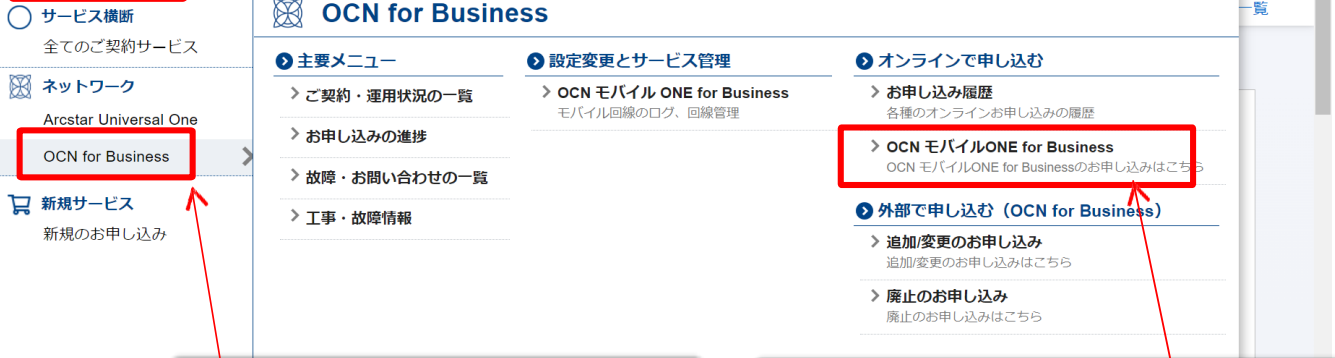 サービス横断
全てのご契約サービス
ネットワーク
Arcstar Universal One
OCN for Business
新規サービス
新規のお申し込み
OCN for Business
主要メニュー
ご契約・運用状況の一覧
お申し込みの進捗
故障・お問い合わせの一覧
工事・故障情報
設定変更とサービス管理
OCN モバイル ONE for Business
モバイル回線のログ、回線管理
オンラインで申し込む
お申し込み履歴
各種のオンラインお申し込みの履歴
OCN モバイルONE for Business
OCN モバイルONE for Businessのお申し込みはこちら
外部で申し込む（OCN for Business）
追加/変更のお申し込み
追加/変更のお申し込みはこちら
廃止のお申し込み
廃止のお申し込みはこちら
一覧